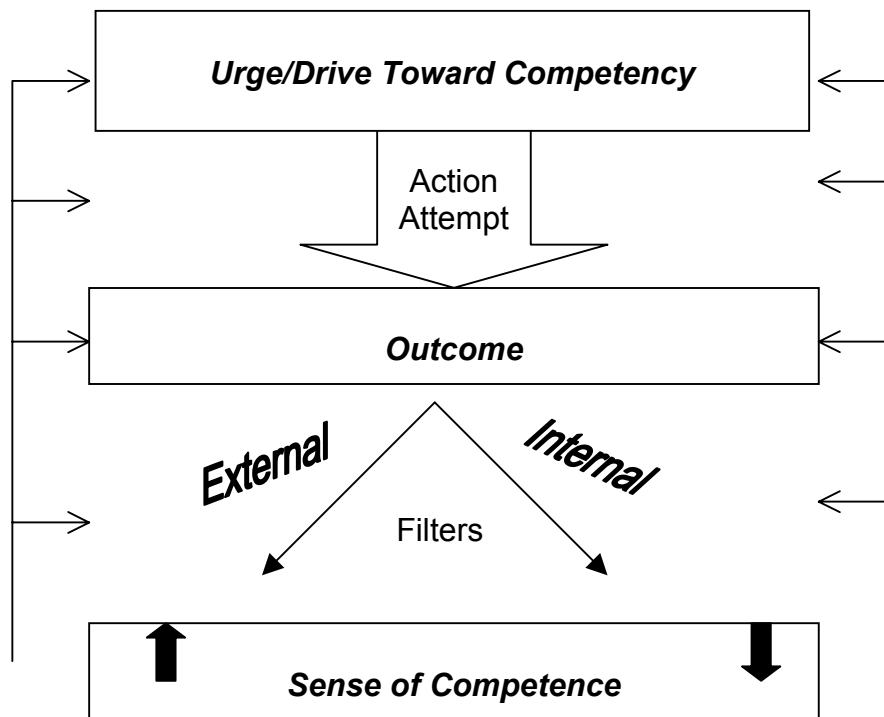 Urge/Drive Toward Competency
Action
Attempt
Outcome
External
Internal
Filters
Sense of Competence